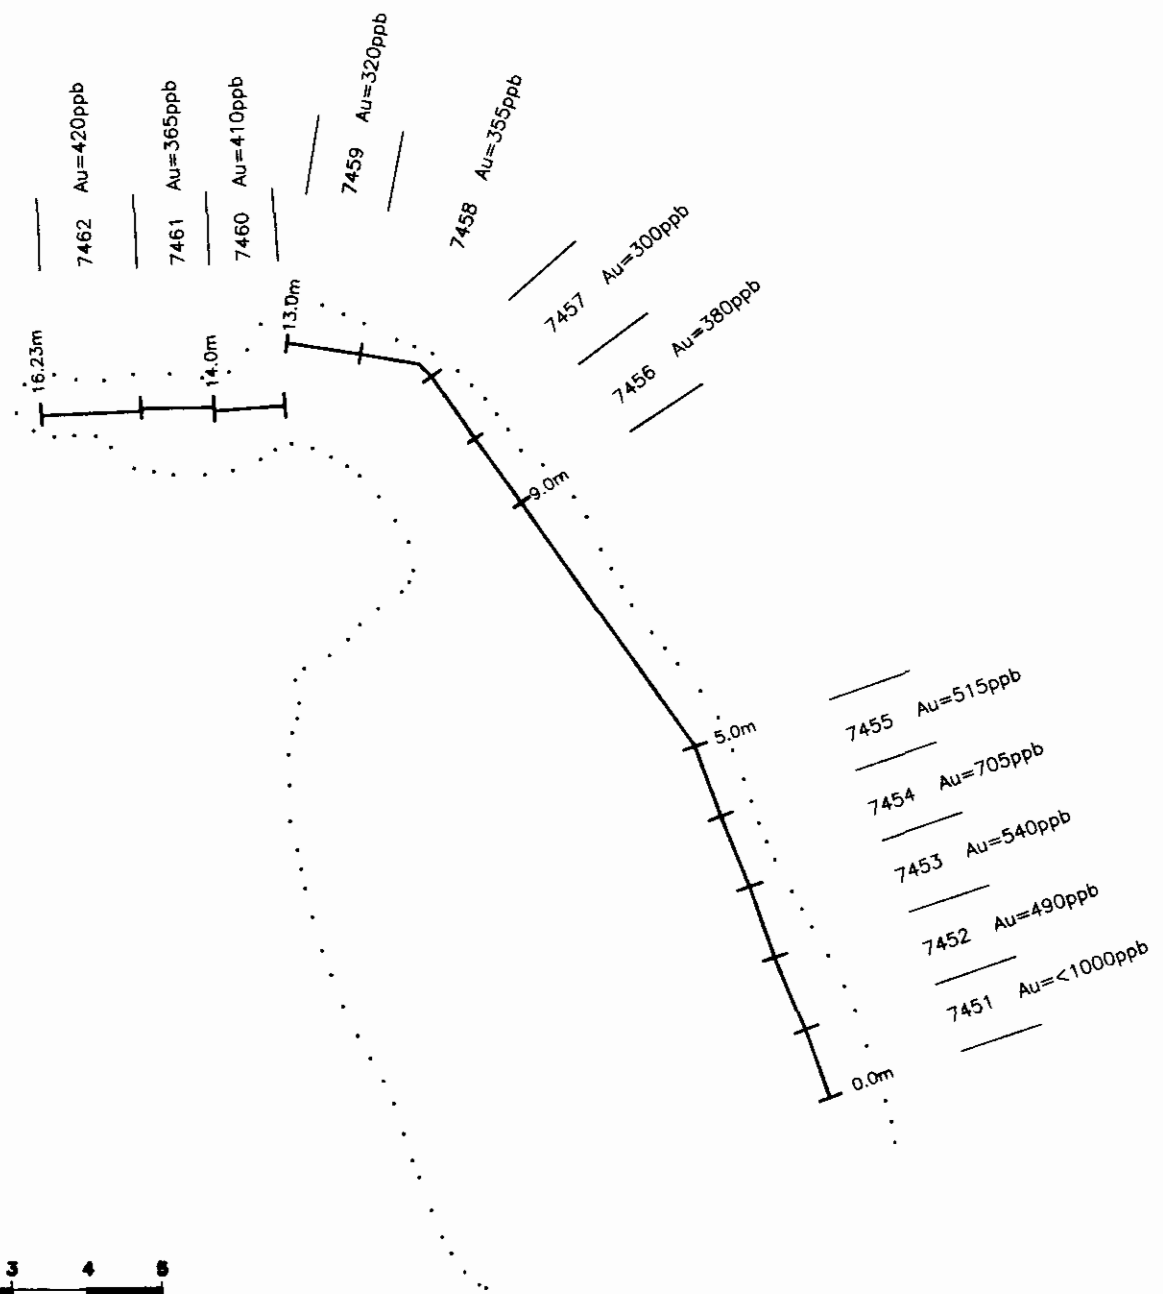 7462 Au=420ppb
7461 Au=365ppb
7460 Au=410ppb
7459 Au=320ppb
7458 Au=355ppb
7457 Au=300ppb
7456 Au=380ppb
16.23m
14.0m
13.0m
9.0m
5.0m
7455 Au=515ppb
7454 Au=705ppb
7453 Au=540ppb
7452 Au=490ppb
7451 Au=<1000ppb
0.0m
3 4 5